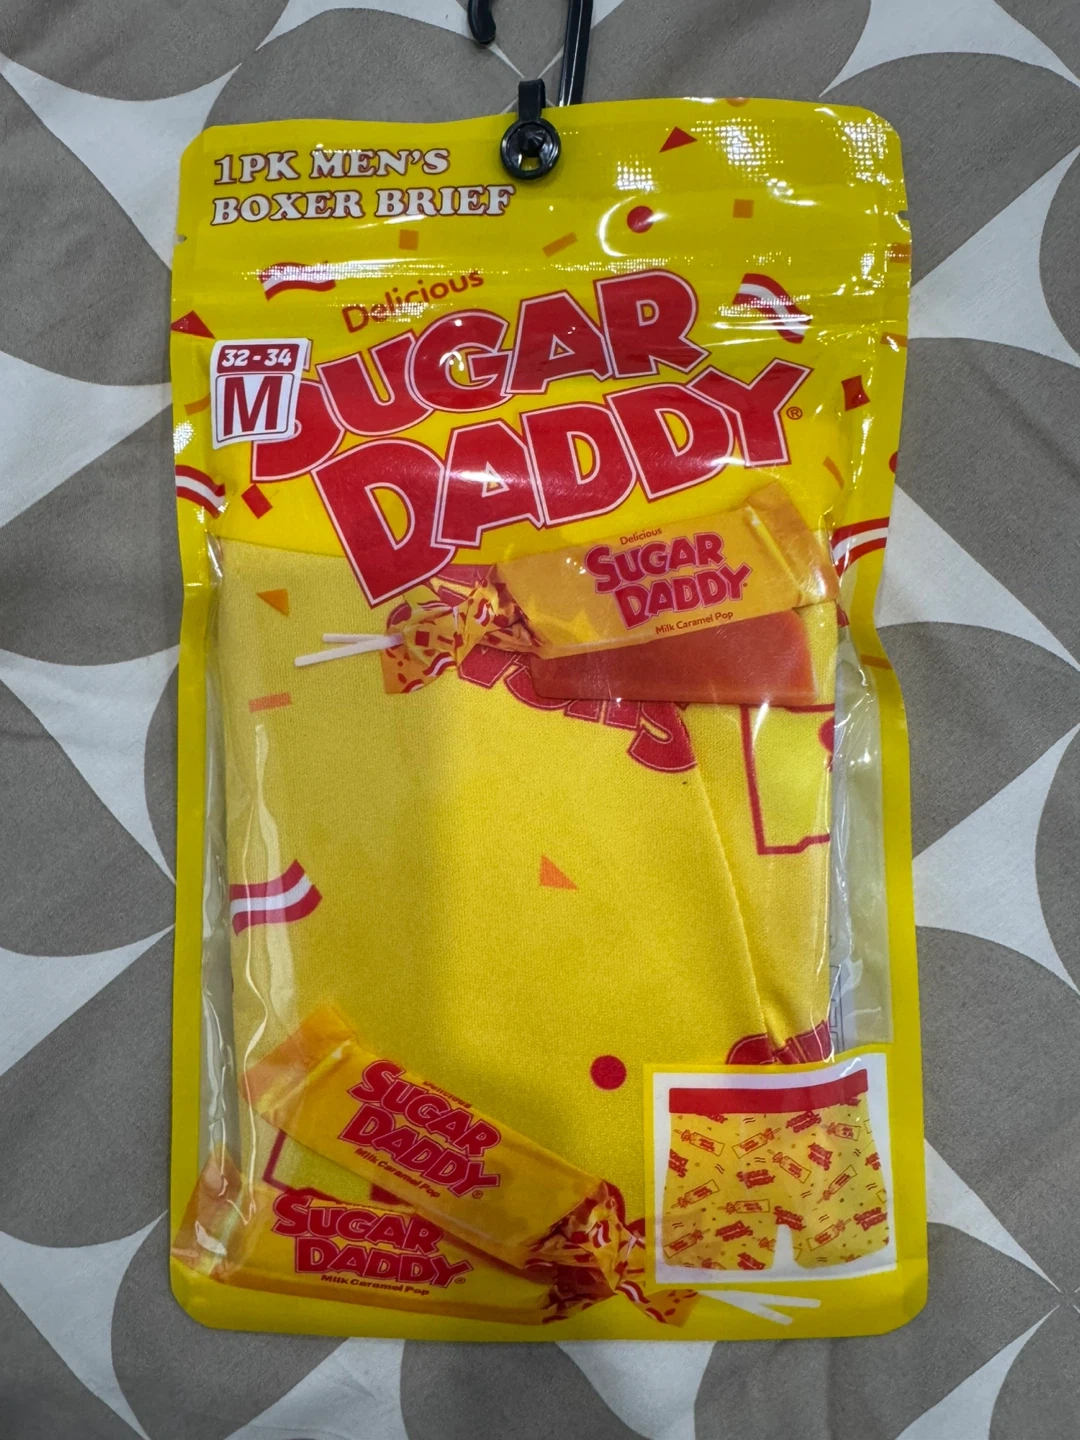 1PK MEN'S
BOXER BRIEF
Delicious
SUGAR
DADDY®
32-34
M
Delicious
SUGAR
DADDY
Milk Caramel Pop
Delicious
SUGAR
DADDY®
Milk Caramel Pop
SUGAR
DADDY®
Milk Caramel Pop